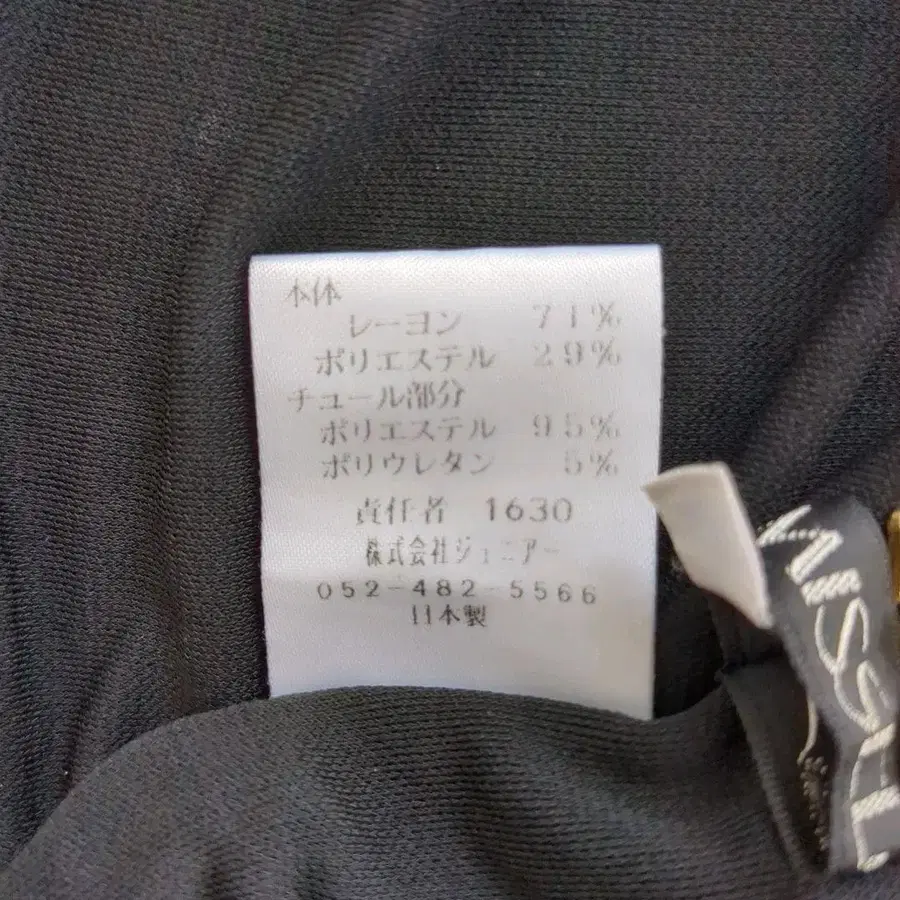 本体
レーヨン 71%
ポリエステル 29%
チュール部分
ポリエステル 95%
ポリウレタン 5%
責任者 1630
株式会社ジュニアー
052-482-5566
日本製